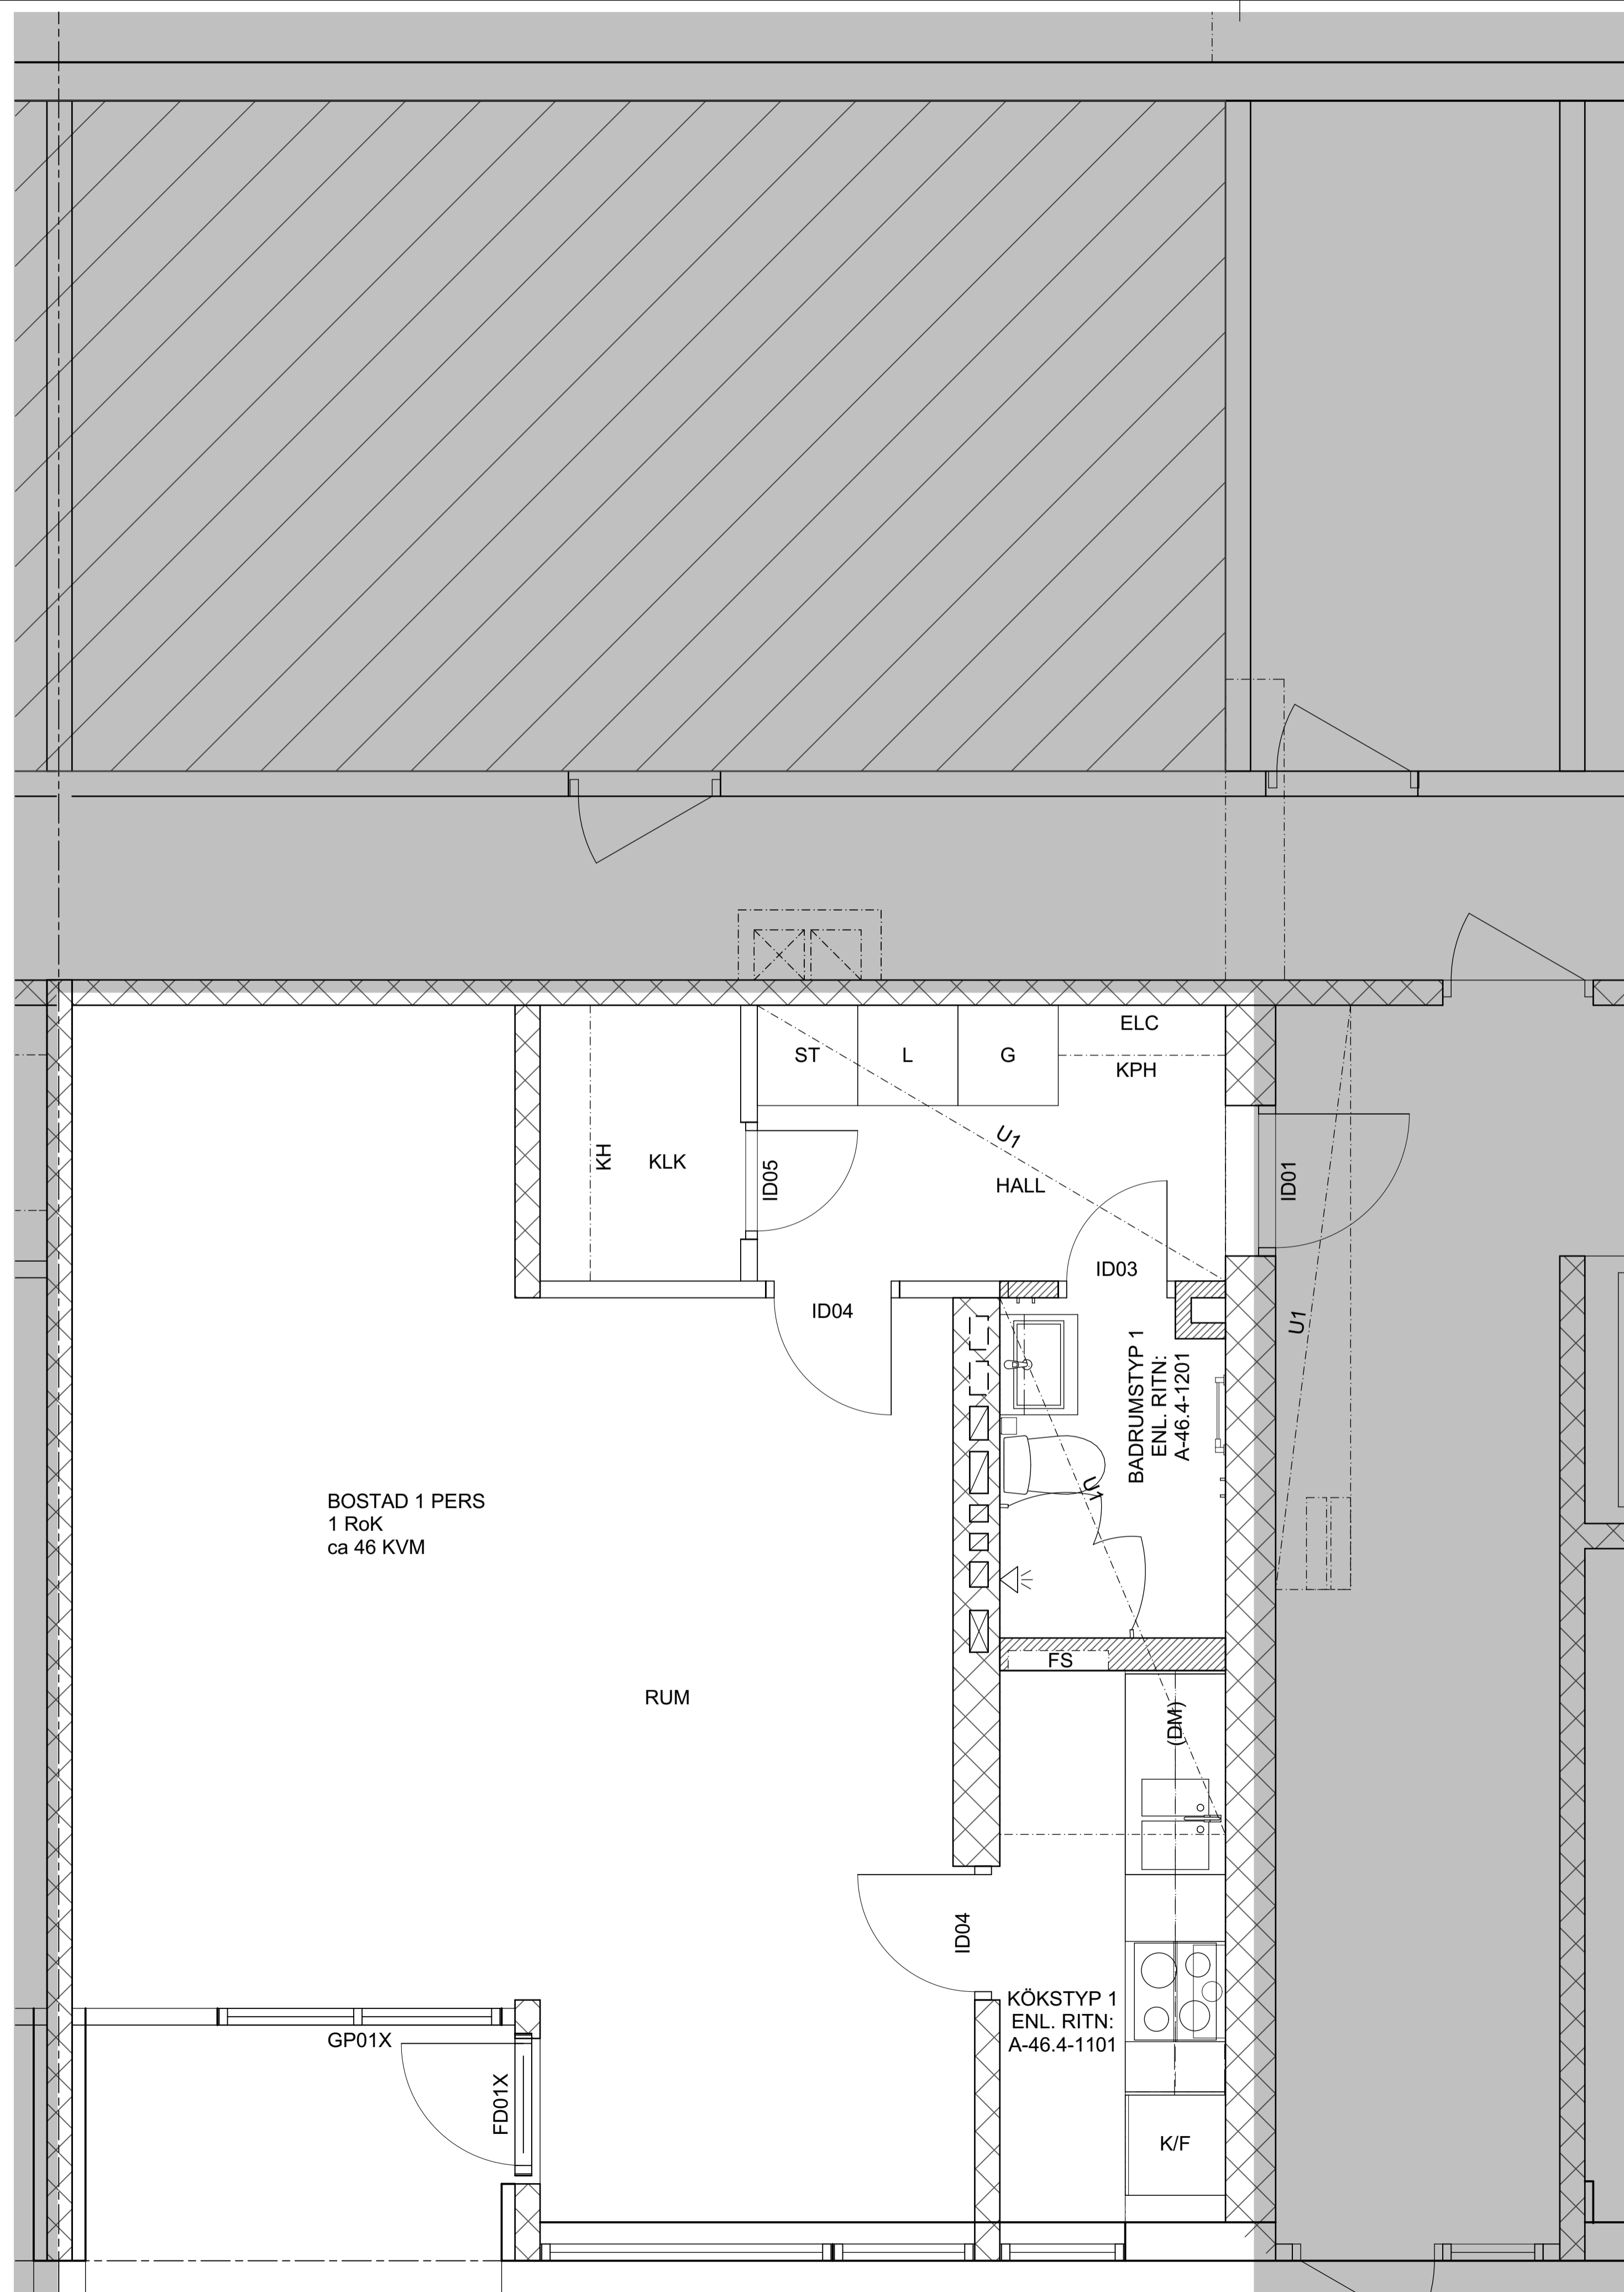 ELC
ST
L
G
KPH
U1
KH
KLK
ID05
HALL
ID01
ID03
ID04
U1
BADRUMSTYP 1
ENL. RITN:
A-46.4-1201
U1
BOSTAD 1 PERS
1 RoK
ca 46 KVM
FS
RUM
(DM)
ID04
KÖKSTYP 1
ENL. RITN:
A-46.4-1101
GP01X
FD01X
K/F